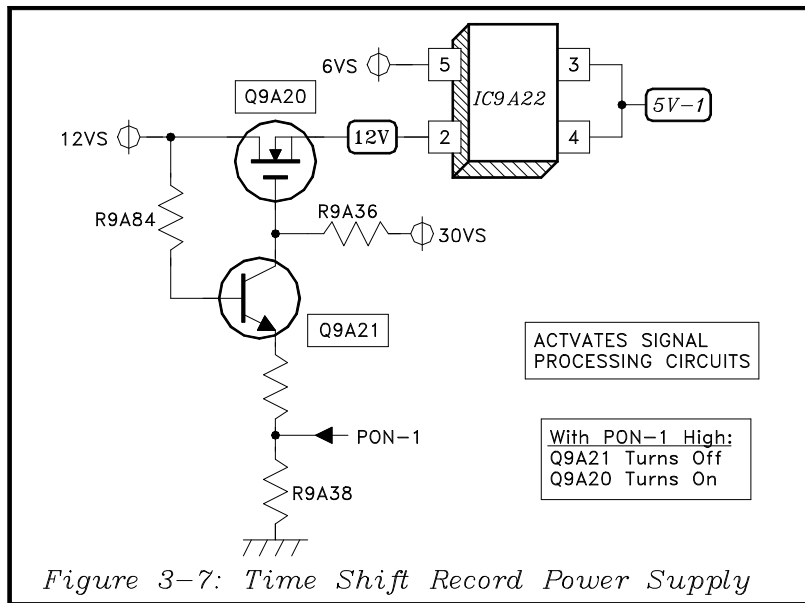 6VS
5
3
IC9A22
5V-1
Q9A20
12VS
12V
2
4
R9A84
R9A36
30VS
Q9A21
ACTVATES SIGNAL
PROCESSING CIRCUITS
PON-1
With PON-1 High:
Q9A21 Turns Off
Q9A20 Turns On
R9A38
Figure 3-7: Time Shift Record Power Supply